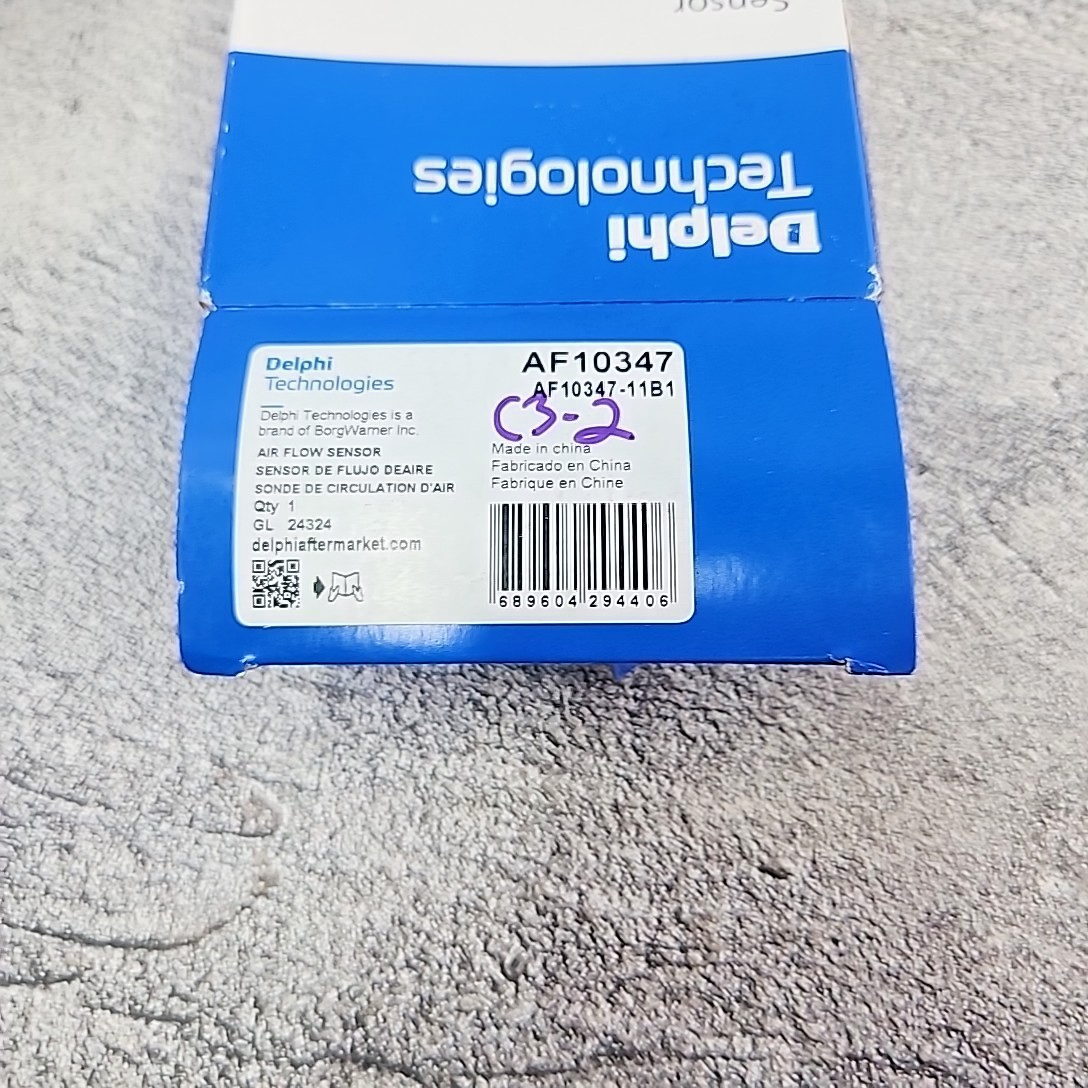 Sensor
Delphi
Technologies
Delphi
Technologies
Delphi Technologies is a
brand of BorgWarner Inc.
AIR FLOW SENSOR
SENSOR DE FLUJO DEAIRE
SONDE DE CIRCULATION D'AIR
Qty 1
GL 24324
delphiaftermarket.com
AF10347
AF10347-11B1
C3-2
Made in china
Fabricado en China
Fabrique en Chine
689604 294406